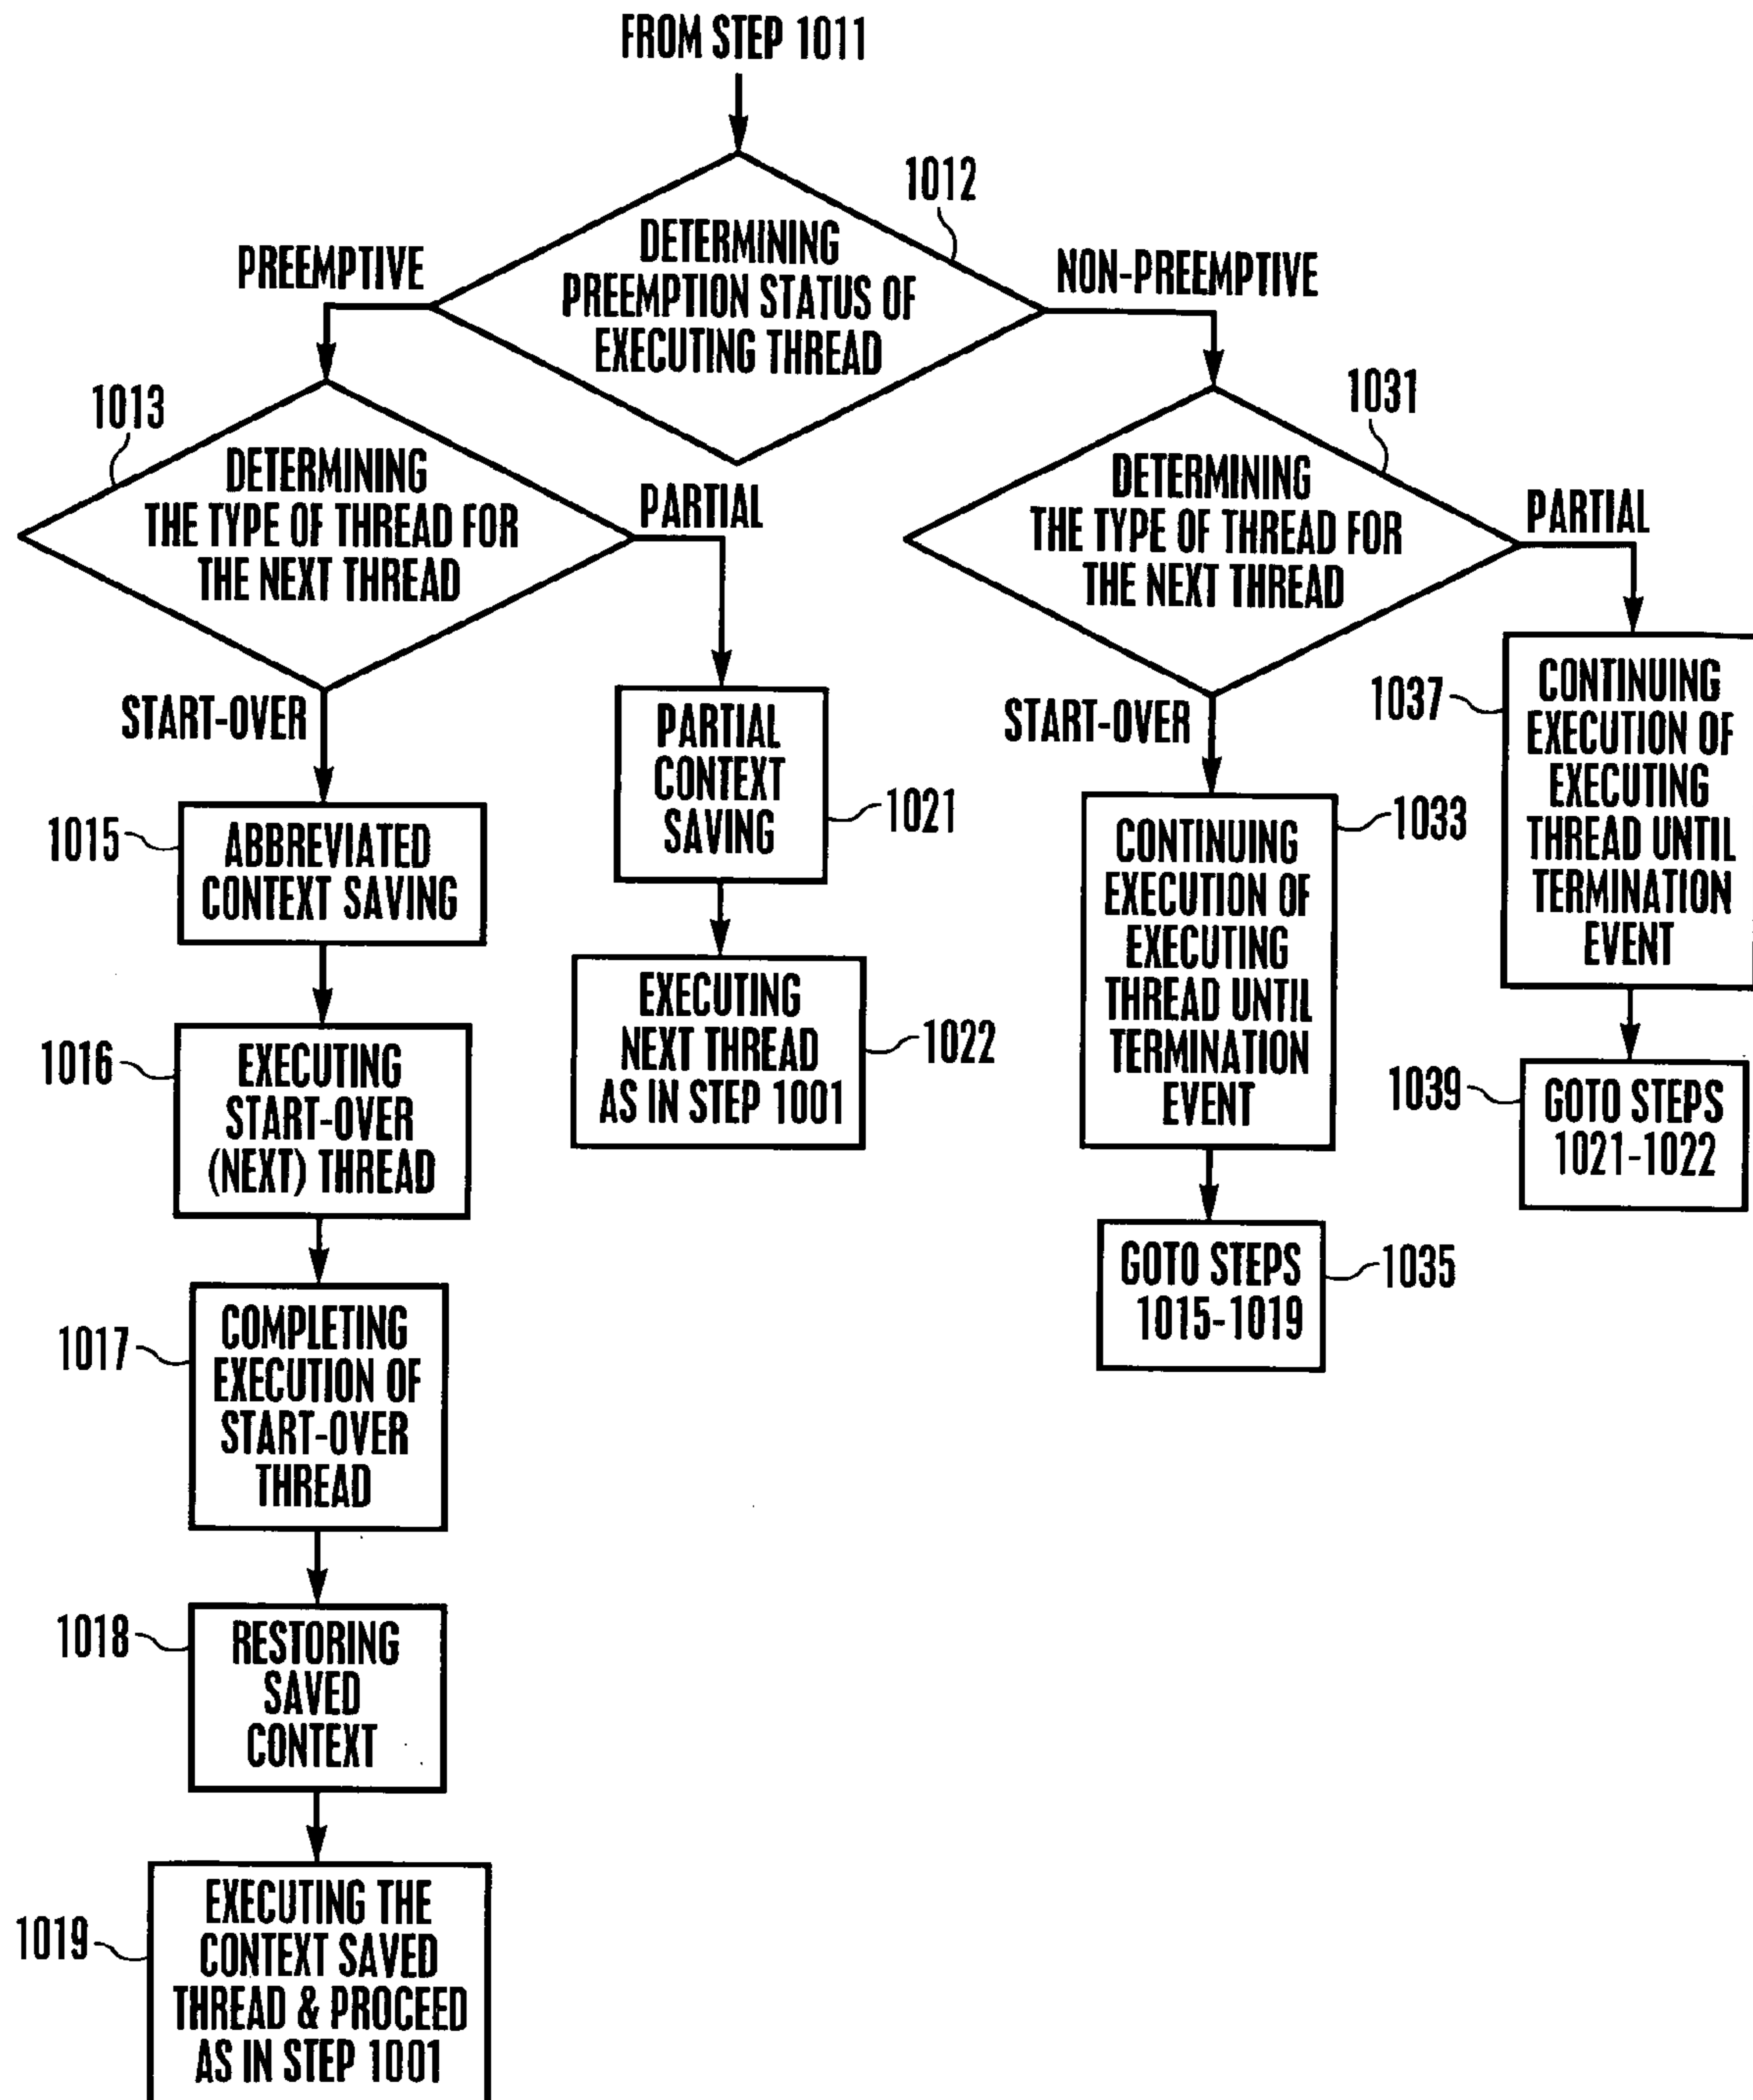 FROM STEP 1011
1012
DETERMINING
PREEMPTION STATUS OF
EXECUTING THREAD
PREEMPTIVE
NON-PREEMPTIVE
1013
DETERMINING
THE TYPE OF THREAD FOR
THE NEXT THREAD
PARTIAL
START-OVER
1031
DETERMINING
THE TYPE OF THREAD FOR
THE NEXT THREAD
PARTIAL
START-OVER
1015
ABBREVIATED
CONTEXT SAVING
1016
EXECUTING
START-OVER
(NEXT) THREAD
1017
COMPLETING
EXECUTION OF
START-OVER
THREAD
1018
RESTORING
SAVED
CONTEXT
1019
EXECUTING THE
CONTEXT SAVED
THREAD & PROCEED
AS IN STEP 1001
PARTIAL
CONTEXT
SAVING
1021
EXECUTING
NEXT THREAD
AS IN STEP 1001
1022
CONTINUING
EXECUTION OF
EXECUTING
THREAD UNTIL
TERMINATION
EVENT
1033
GOTO STEPS
1015-1019
1035
1037
CONTINUING
EXECUTION OF
EXECUTING
THREAD UNTIL
TERMINATION
EVENT
1039
GOTO STEPS
1021-1022